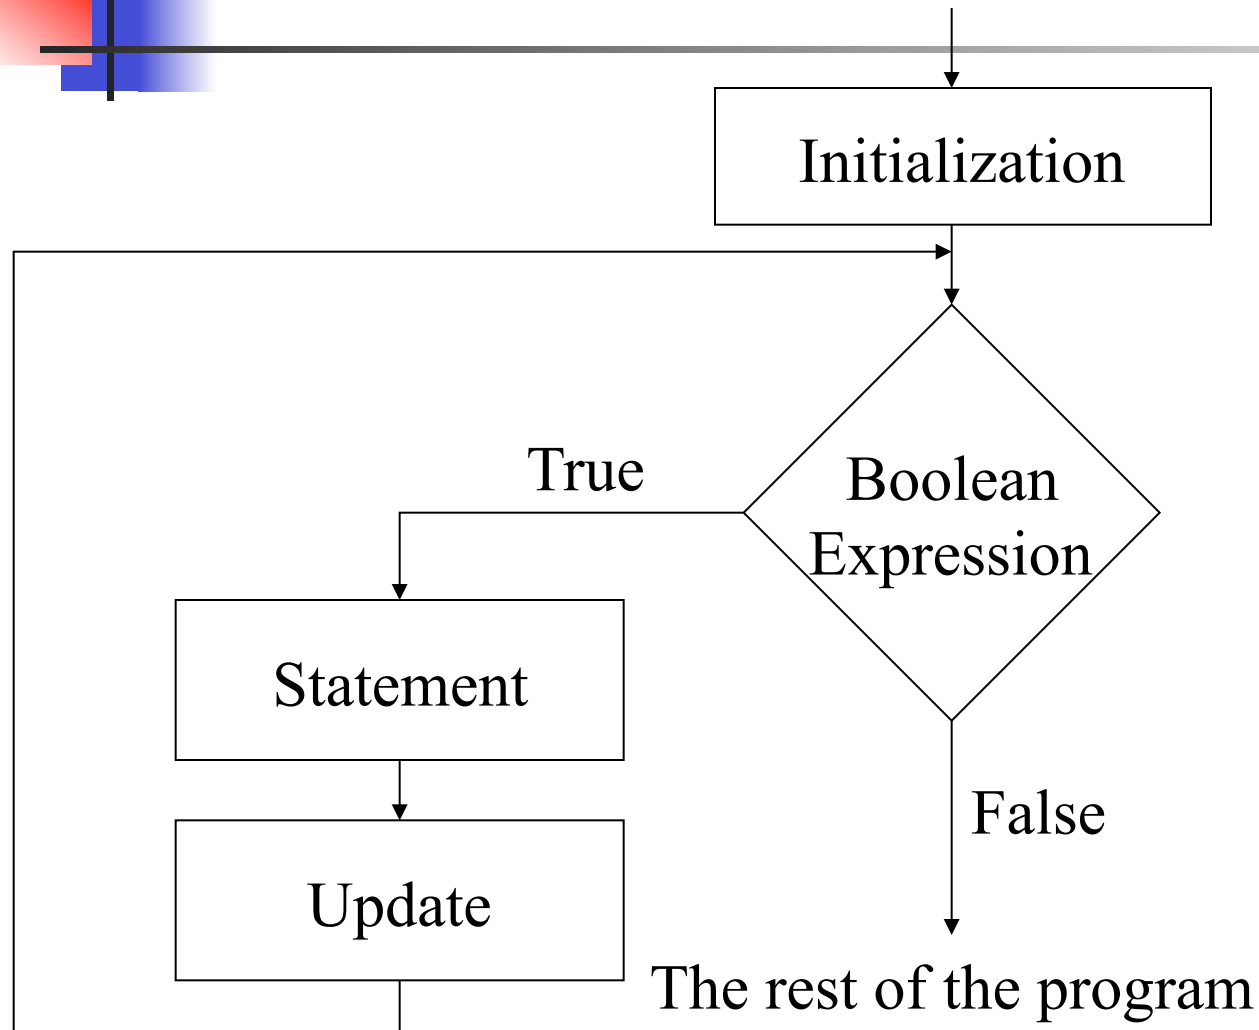 Initialization
Boolean
Expression
True
Statement
Update
False
The rest of the program